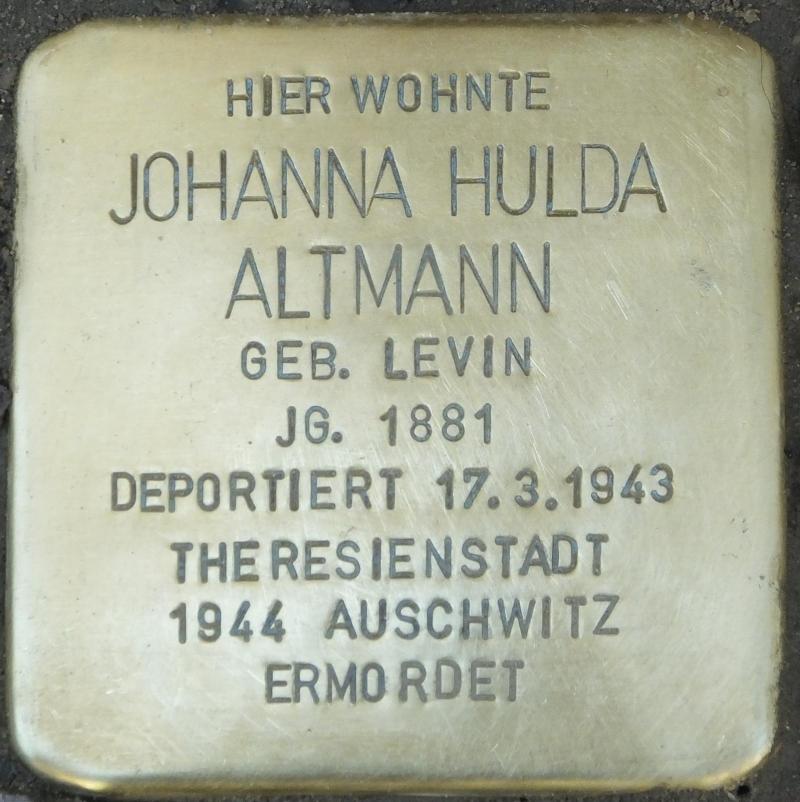 HIER WOHNTE
JOHANNA HULDA
ALTMANN
GEB. LEVIN
JG. 1881
DEPORTIERT 17.3.1943
THERESIENSTADT
1944 AUSCHWITZ
ERMORDET